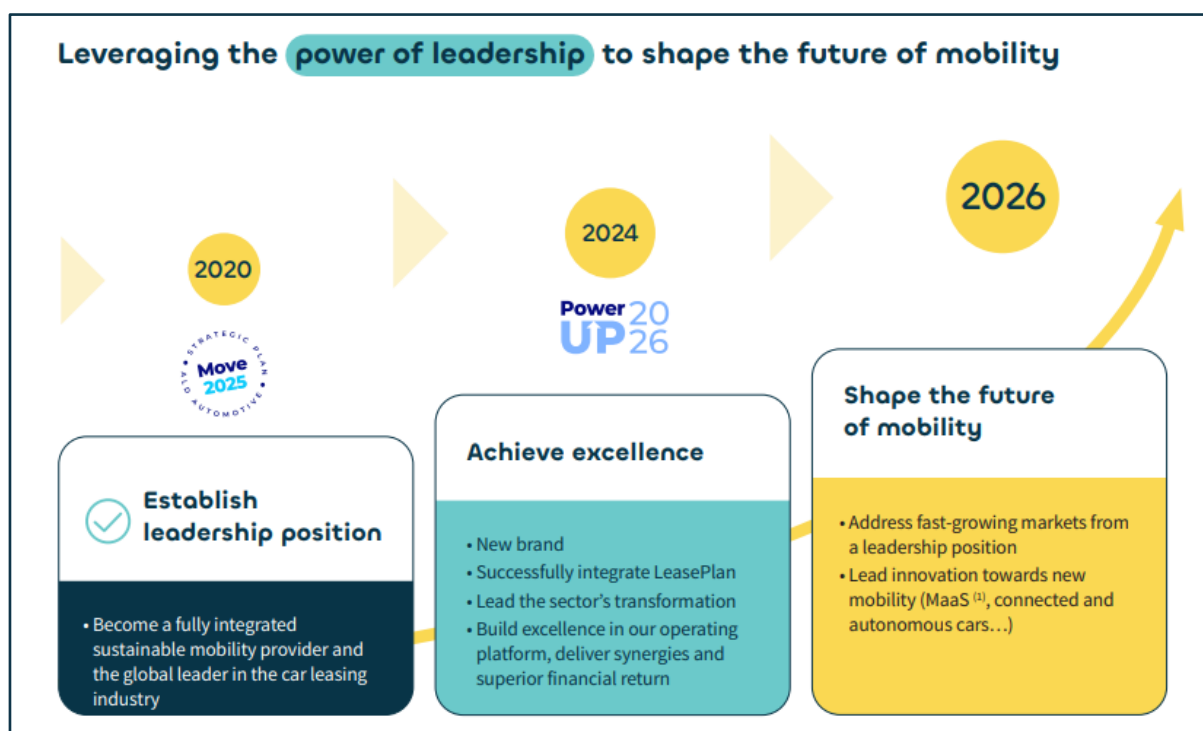 Leveraging the power of leadership to shape the future of mobility
2020
STRATEGIC PLAN
Move
2025
ALD AUTOMOTIVE
Establish
leadership position
• Become a fully integrated
sustainable mobility provider and
the global leader in the car leasing
industry
2024
Power 20
UP 26
Achieve excellence
• New brand
• Successfully integrate LeasePlan
• Lead the sector's transformation
• Build excellence in our operating
platform, deliver synergies and
superior financial return
2026
Shape the future
of mobility
• Address fast-growing markets from
a leadership position
• Lead innovation towards new
mobility (MaaS (1), connected and
autonomous cars…)